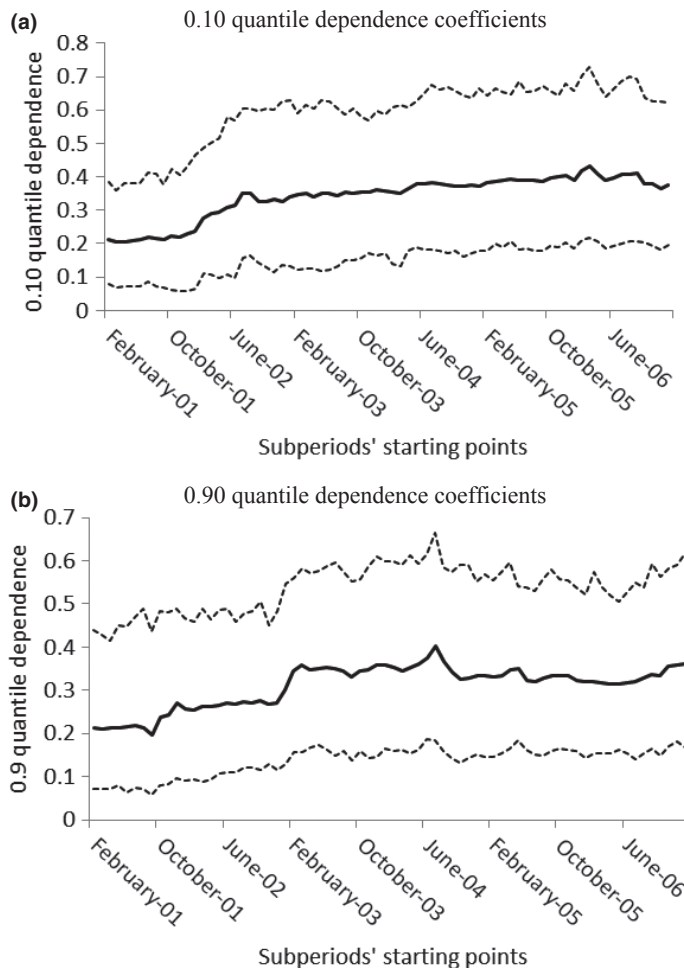 (a)
0.10 quantile dependence coefficients
0.10 quantile dependence
0.8
0.7
0.6
0.5
0.4
0.3
0.2
0.1
0
February-01
October-01
June-02
February-03
October-03
June-04
February-05
October-05
June-06
Subperiods' starting points
(b)
0.90 quantile dependence coefficients
0.9 quantile dependence
0.7
0.6
0.5
0.4
0.3
0.2
0.1
0
February-01
October-01
June-02
February-03
October-03
June-04
February-05
October-05
June-06
Subperiods' starting points